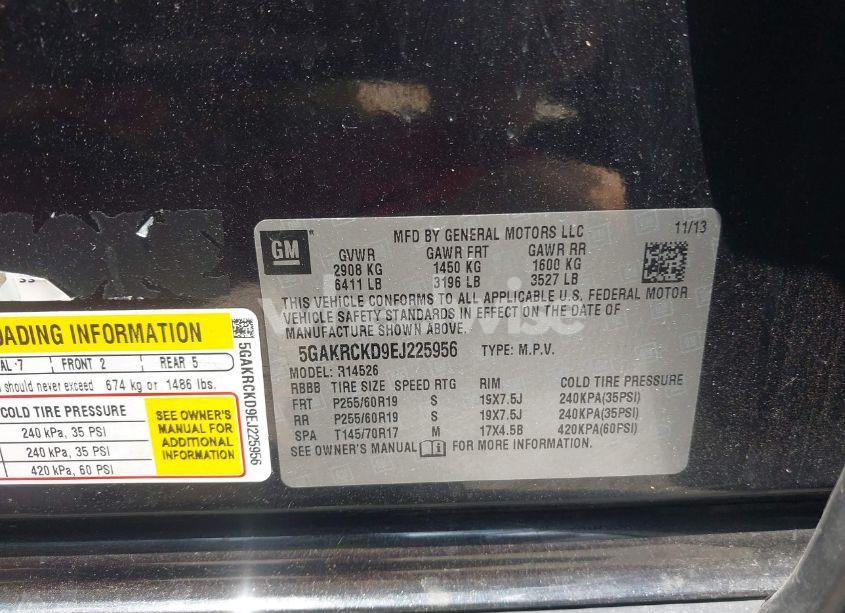 GM
MFD BY GENERAL MOTORS LLC
11/13
GVWR GAWR FRT GAWR RR
2908 KG 1450 KG 1600 KG
6411 LB 3196 LB 3527 LB
THIS VEHICLE CONFORMS TO ALL APPLICABLE U.S. FEDERAL MOTOR
VEHICLE SAFETY STANDARDS IN EFFECT ON THE DATE OF
MANUFACTURE SHOWN ABOVE.
5GAKRCKD9EJ225956 TYPE: M.P.V.
MODEL: R14526
RBBB TIRE SIZE SPEED RTG RIM COLD TIRE PRESSURE
FRT P255/60R19 S 19X7.5J 240KPA(35PSI)
RR P255/60R19 S 19X7.5J 240KPA(35PSI)
SPA T145/70R17 M 17X4.5B 420KPA(60PSI)
SEE OWNER'S MANUAL FOR MORE INFORMATION.
OADING INFORMATION
AL -7 FRONT 2 REAR 5
should never exceed 674 kg or 1486 lbs.
COLD TIRE PRESSURE
240 kPa, 35 PSI
240 kPa, 35 PSI
420 kPa, 60 PSI
SEE OWNER'S
MANUAL FOR
ADDITIONAL
INFORMATION
5GAKRCKD9EJ225956